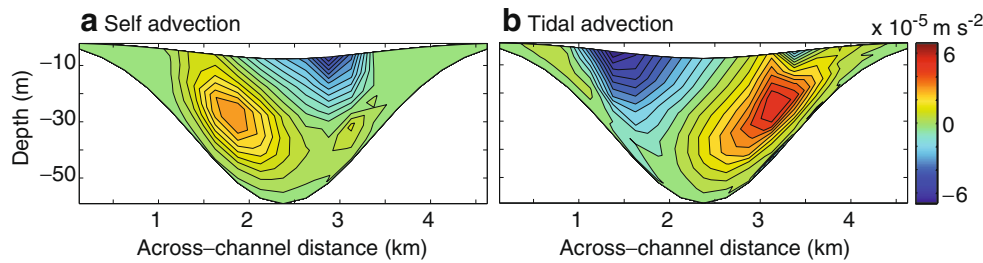 a Self advection
b Tidal advection
x 10⁻⁵ m s⁻²
Depth (m)
−10
−30
−50
1 2 3 4
1 2 3 4
Across−channel distance (km)
Across−channel distance (km)
6
0
−6